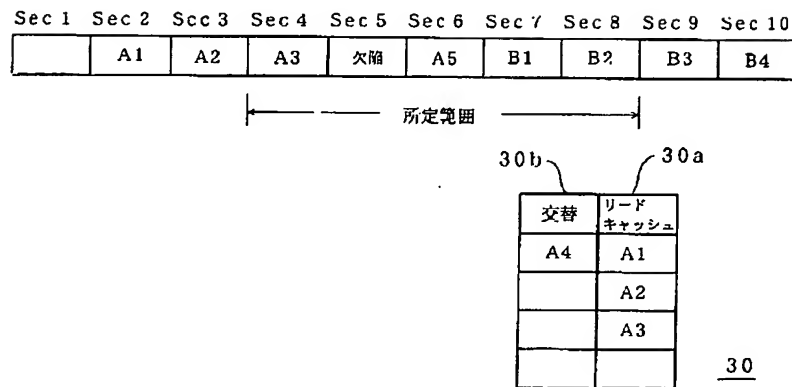 Sec 1 Sec 2 Sec 3 Sec 4 Sec 5 Sec 6 Sec 7 Sec 8 Sec 9 Sec 10
A1 A2 A3 欠陥 A5 B1 B2 B3 B4
所定範囲
30b 30a
交替 リードキャッシュ
A4 A1
A2
A3
30